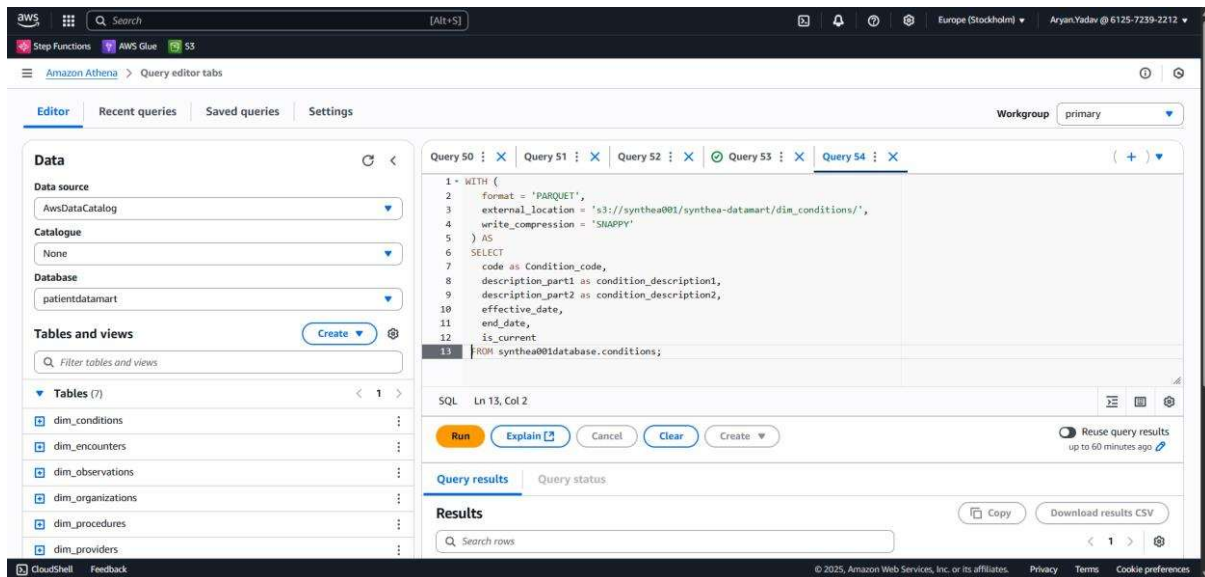 aws Search [Alt+S] Europe (Stockholm) Aryan.Yadav @ 6125-7239-2212
Step Functions AWS Glue S3
Amazon Athena > Query editor tabs
Editor Recent queries Saved queries Settings Workgroup primary
Data
Data source
AwsDataCatalog
Catalogue
None
Database
patientdatamart
Tables and views Create
Filter tables and views
Tables (7) < 1 >
dim_conditions
dim_encounters
dim_observations
dim_organizations
dim_procedures
dim_providers
Query 50 Query 51 Query 52 Query 53 Query 54
1 WITH (
2 format = 'PARQUET',
3 external_location = 's3://synthea001/synthea-datamart/dim_conditions/',
4 write_compression = 'SNAPPY'
5 ) AS
6 SELECT
7 code as Condition_code,
8 description_part1 as condition_description1,
9 description_part2 as condition_description2,
10 effective_date,
11 end_date,
12 is_current
13 FROM synthea001database.conditions;
SQL Ln 13, Col 2
Run Explain Cancel Clear Create
Reuse query results
up to 60 minutes ago
Query results Query status
Results Copy Download results CSV
Search rows < 1 >
CloudShell Feedback © 2025, Amazon Web Services, Inc. or its affiliates. Privacy Terms Cookie preferences